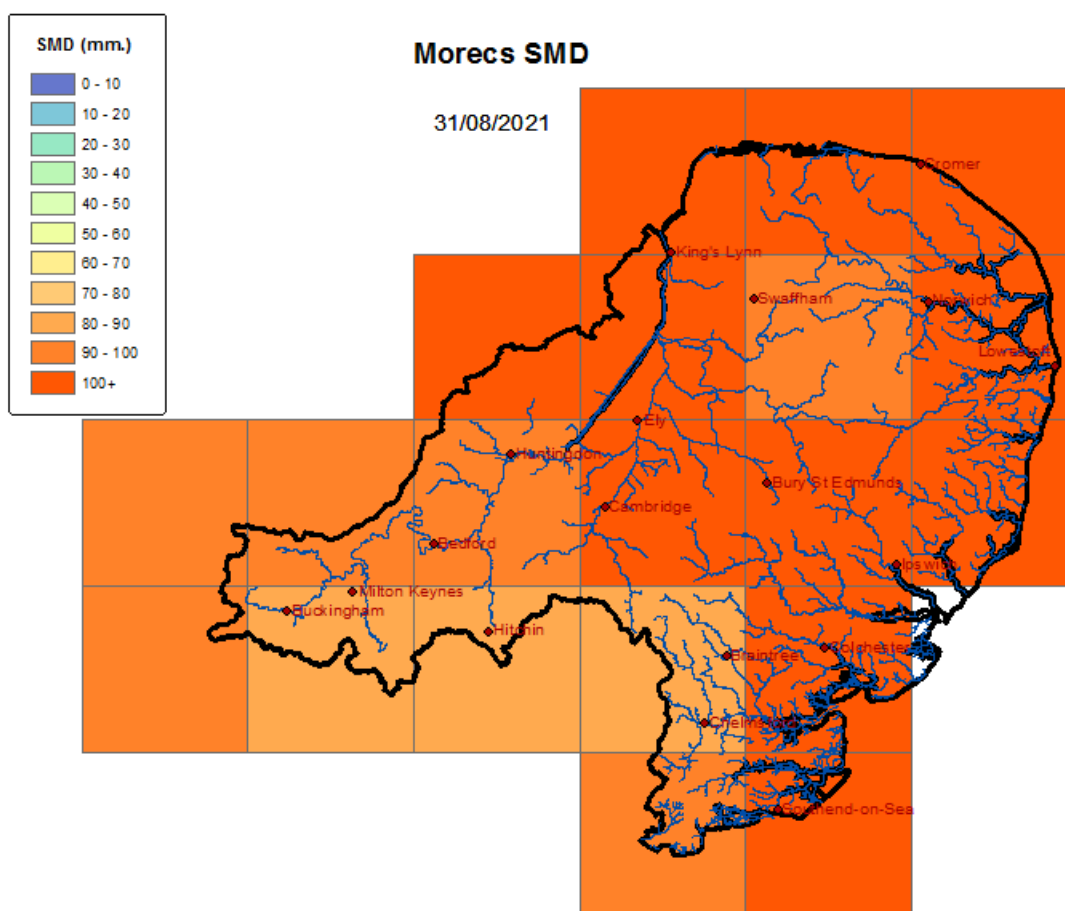 SMD (mm.)
0 - 10
10 - 20
20 - 30
30 - 40
40 - 50
50 - 60
60 - 70
70 - 80
80 - 90
90 - 100
100+
Morecs SMD
31/08/2021
Cromer
King's Lynn
Swaffham
Norwich
Lowestoft
Ely
Huntingdon
Bury St Edmunds
Cambridge
Bedford
Ipswich
Milton Keynes
Buckingham
Hitchin
Colchester
Braintree
Chelmsford
Southend-on-Sea